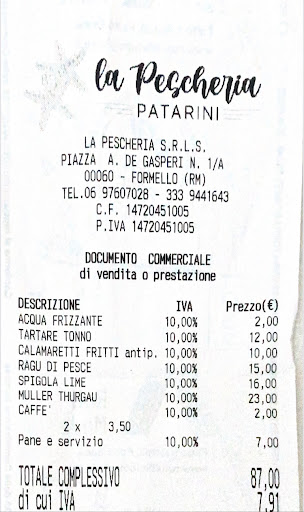 la Pescheria
PATARINI
LA PESCHERIA S.R.L.S.
PIAZZA A. DE GASPERI N. 1/A
00060 - FORMELLO (RM)
TEL.06 97607028 - 333 9441643
C.F. 14720451005
P.IVA 14720451005
DOCUMENTO COMMERCIALE
di vendita o prestazione
DESCRIZIONE IVA Prezzo(€)
ACQUA FRIZZANTE 10,00% 2,00
TARTARE TONNO 10,00% 12,00
CALAMARETTI FRITTI antip. 10,00% 10,00
RAGU DI PESCE 10,00% 15,00
SPIGOLA LIME 10,00% 16,00
MULLER THURGAU 10,00% 23,00
CAFFE' 10,00% 2,00
2 x 3,50
Pane e servizio 10,00% 7,00
TOTALE COMPLESSIVO 87,00
di cui IVA 7,91